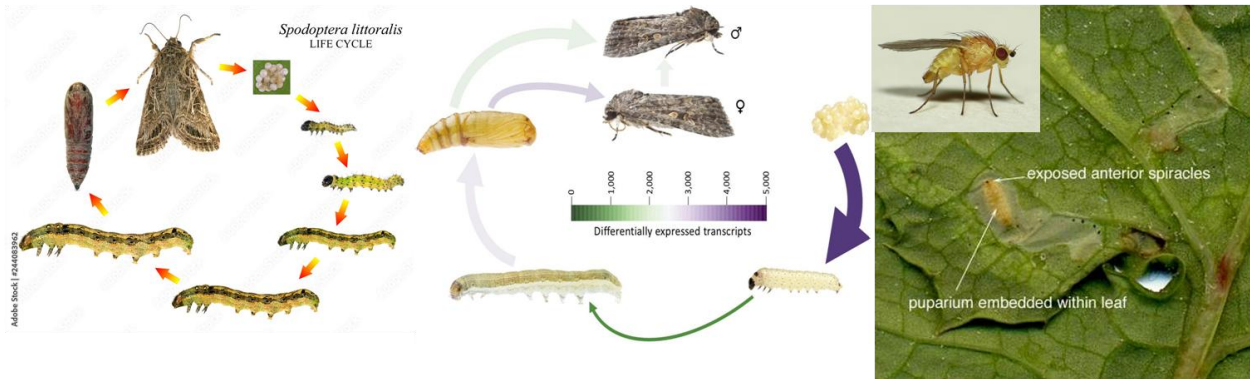 Spodoptera littoralis
LIFE CYCLE
Adobe Stock | #244083962
♂
♀
0
1,000
2,000
3,000
4,000
5,000
Differentially expressed transcripts
exposed anterior spiracles
puparium embedded within leaf